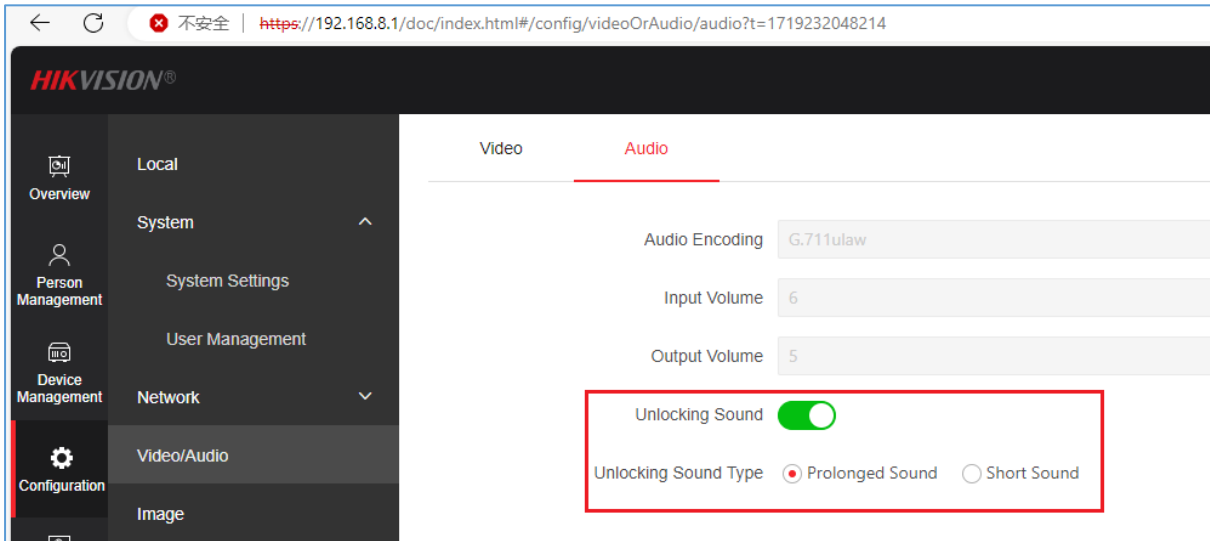 不安全 https://192.168.8.1/doc/index.html#/config/videoOrAudio/audio?t=1719232048214
HIKVISION®
Overview
Person
Management
Device
Management
Configuration
Local
System
System Settings
User Management
Network
Video/Audio
Image
Video Audio
Audio Encoding G.711ulaw
Input Volume 6
Output Volume 5
Unlocking Sound
Unlocking Sound Type Prolonged Sound Short Sound